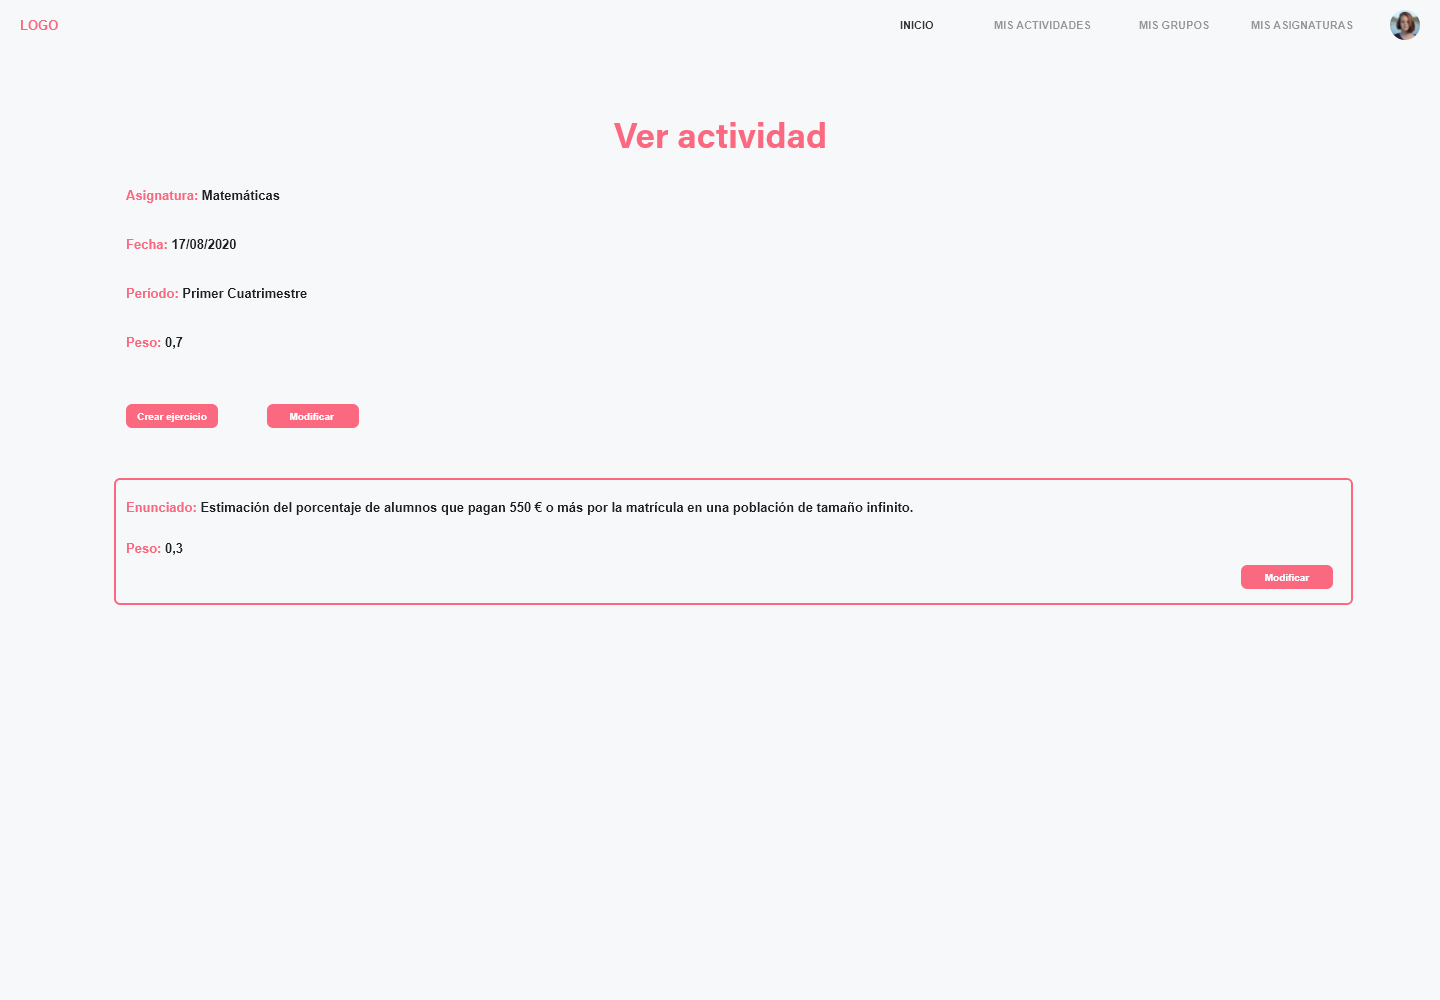 LOGO
INICIO
MIS ACTIVIDADES
MIS GRUPOS
MIS ASIGNATURAS
Ver actividad
Asignatura: Matemáticas
Fecha: 17/08/2020
Período: Primer Cuatrimestre
Peso: 0,7
Crear ejercicio
Modificar
Enunciado: Estimación del porcentaje de alumnos que pagan 550 € o más por la matrícula en una población de tamaño infinito.
Peso: 0,3
Modificar